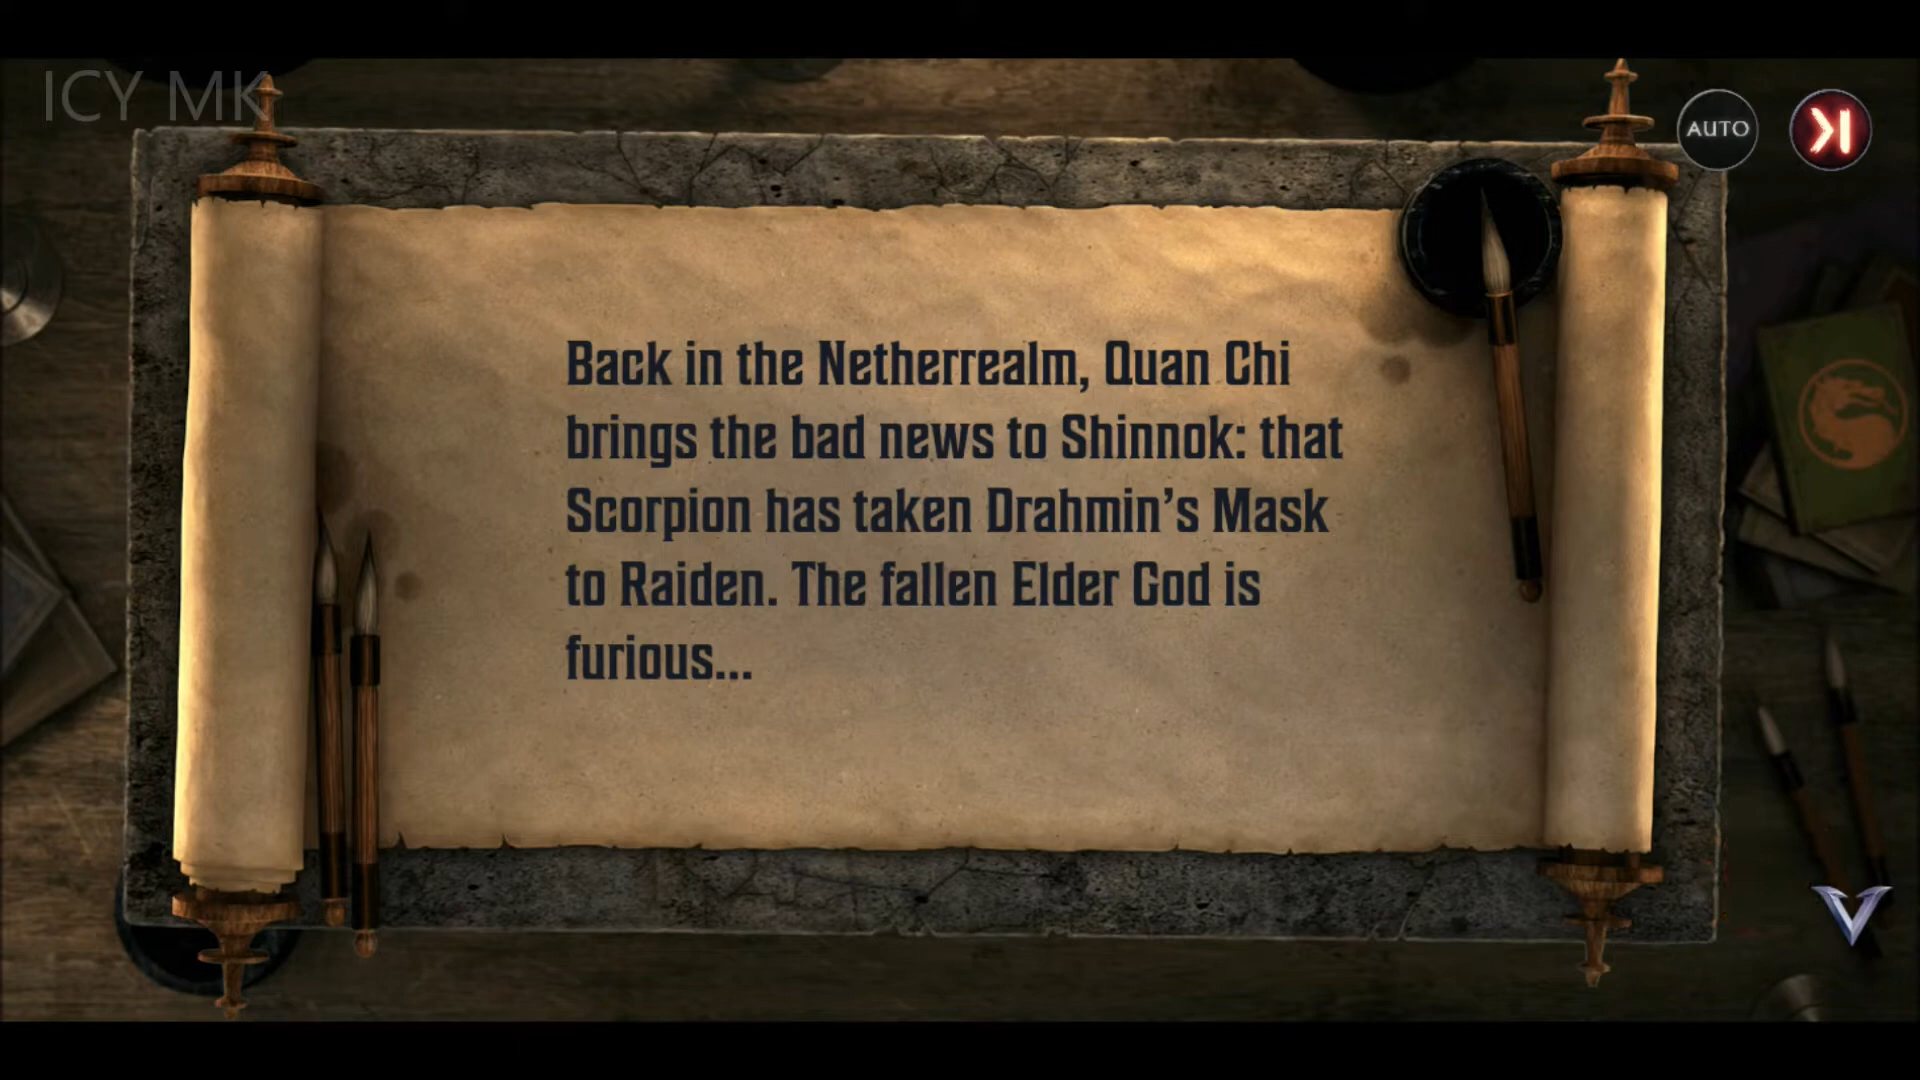 ICY MK
AUTO
Back in the Netherrealm, Quan Chi
brings the bad news to Shinnok: that
Scorpion has taken Drahmin’s Mask
to Raiden. The fallen Elder God is
furious...